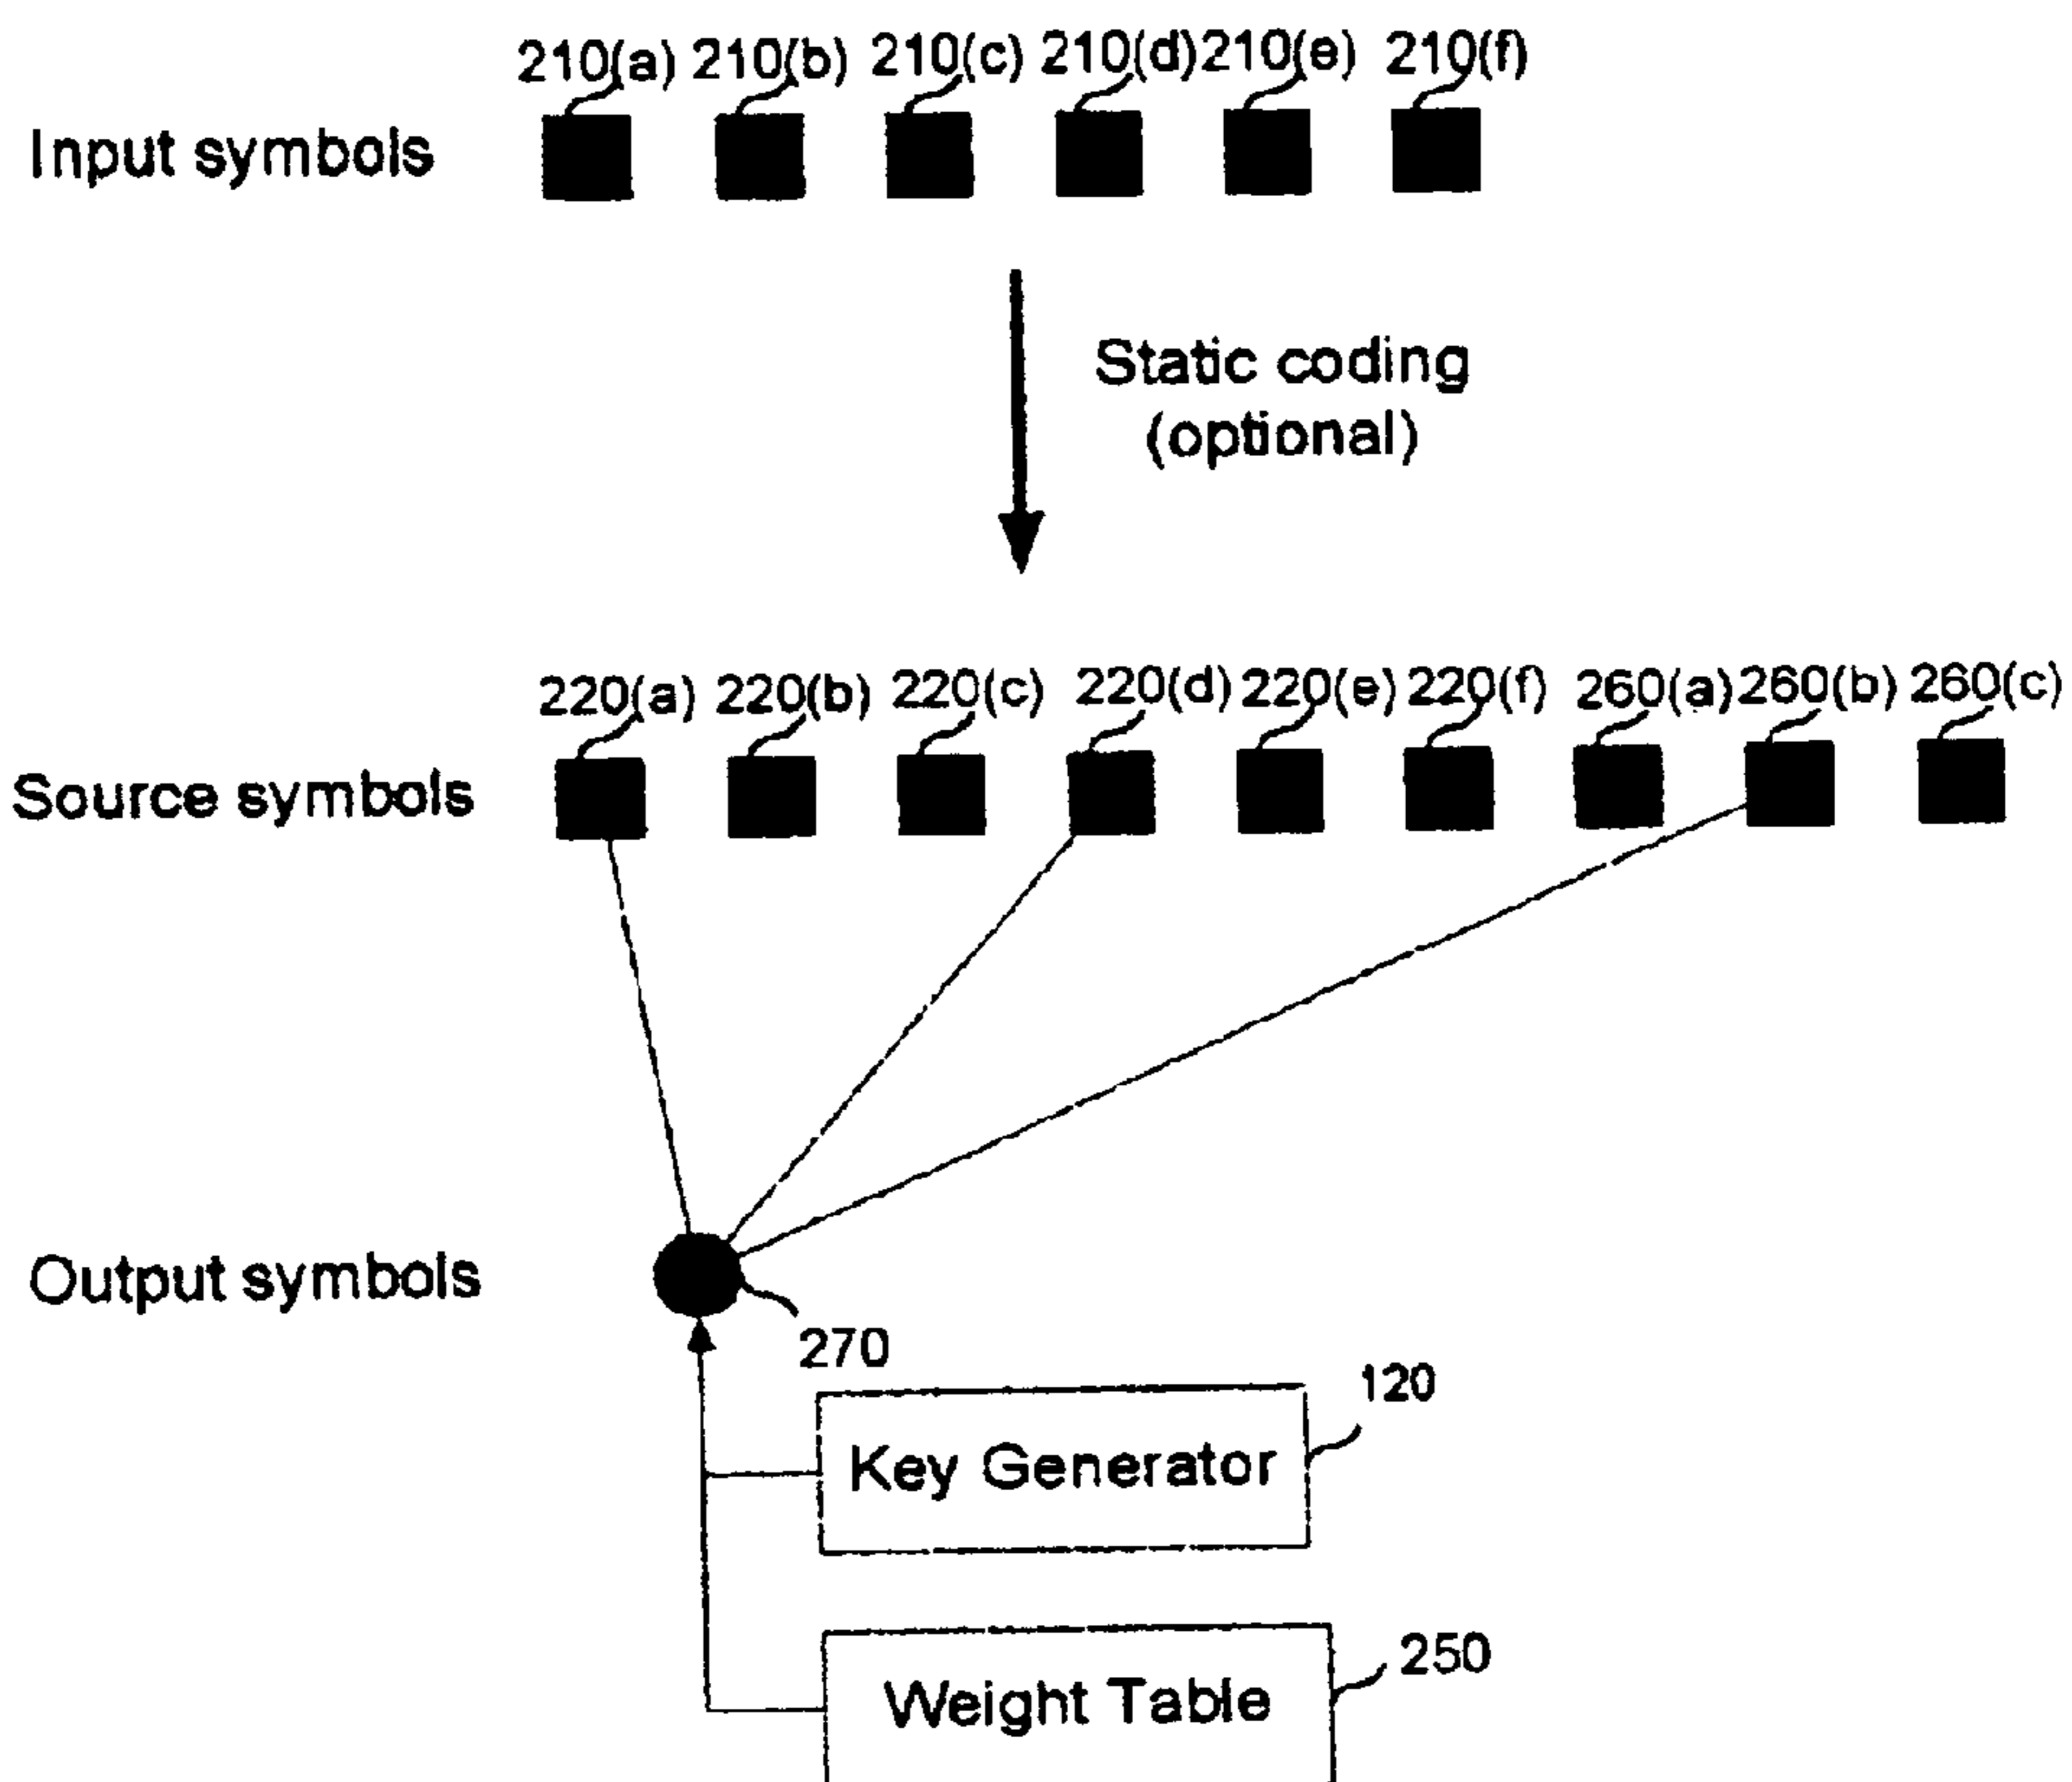 210(a) 210(b) 210(c) 210(d) 210(e) 210(f)
Input symbols
Static coding
(optional)
220(a) 220(b) 220(c) 220(d) 220(e) 220(f) 260(a) 260(b) 260(c)
Source symbols
Output symbols
270
120
Key Generator
250
Weight Table